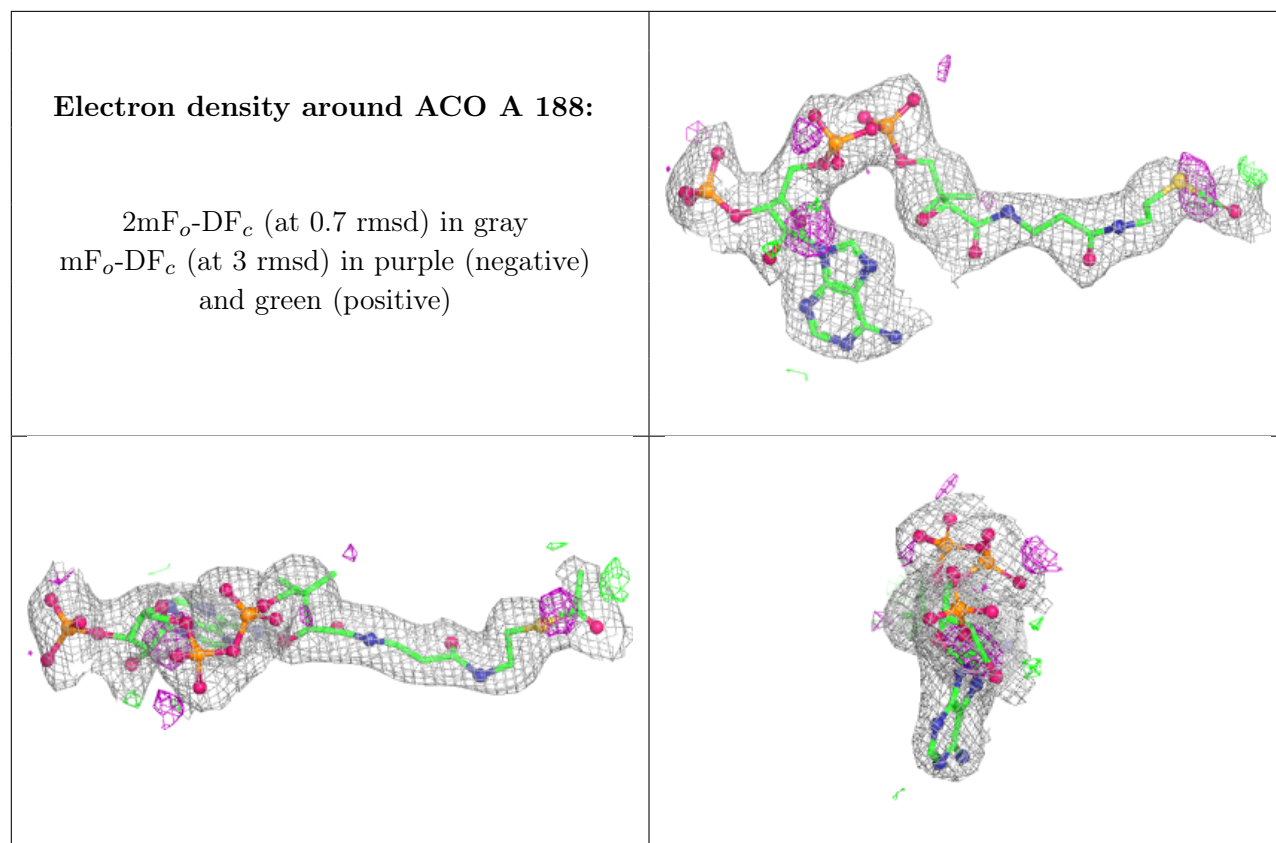 Electron density around ACO A 188:
2mFo-DFc (at 0.7 rmsd) in gray
mFo-DFc (at 3 rmsd) in purple (negative)
and green (positive)